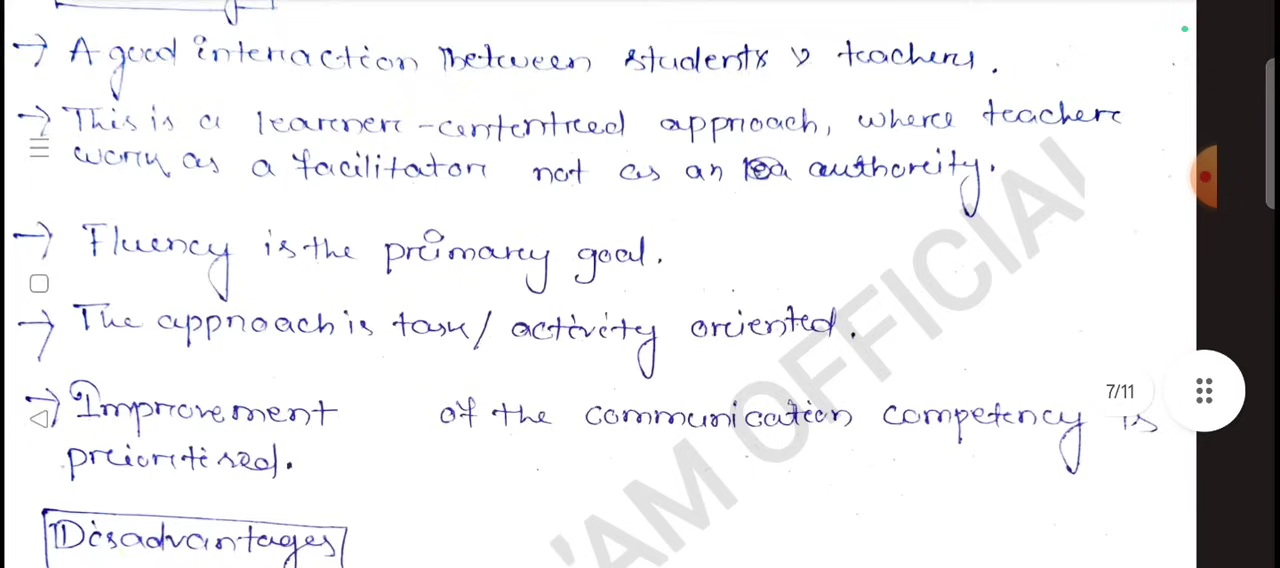 → A good interaction between students & teachers.
→ This is a learner-centered approach, where teacher
work as a facilitator not as an authority.
→ Fluency is the primary goal.
→ The approach is task/ activity oriented.
→ Improvement of the communication competency is
prioritised.
7/11
Disadvantages
'AM OFFICIAL